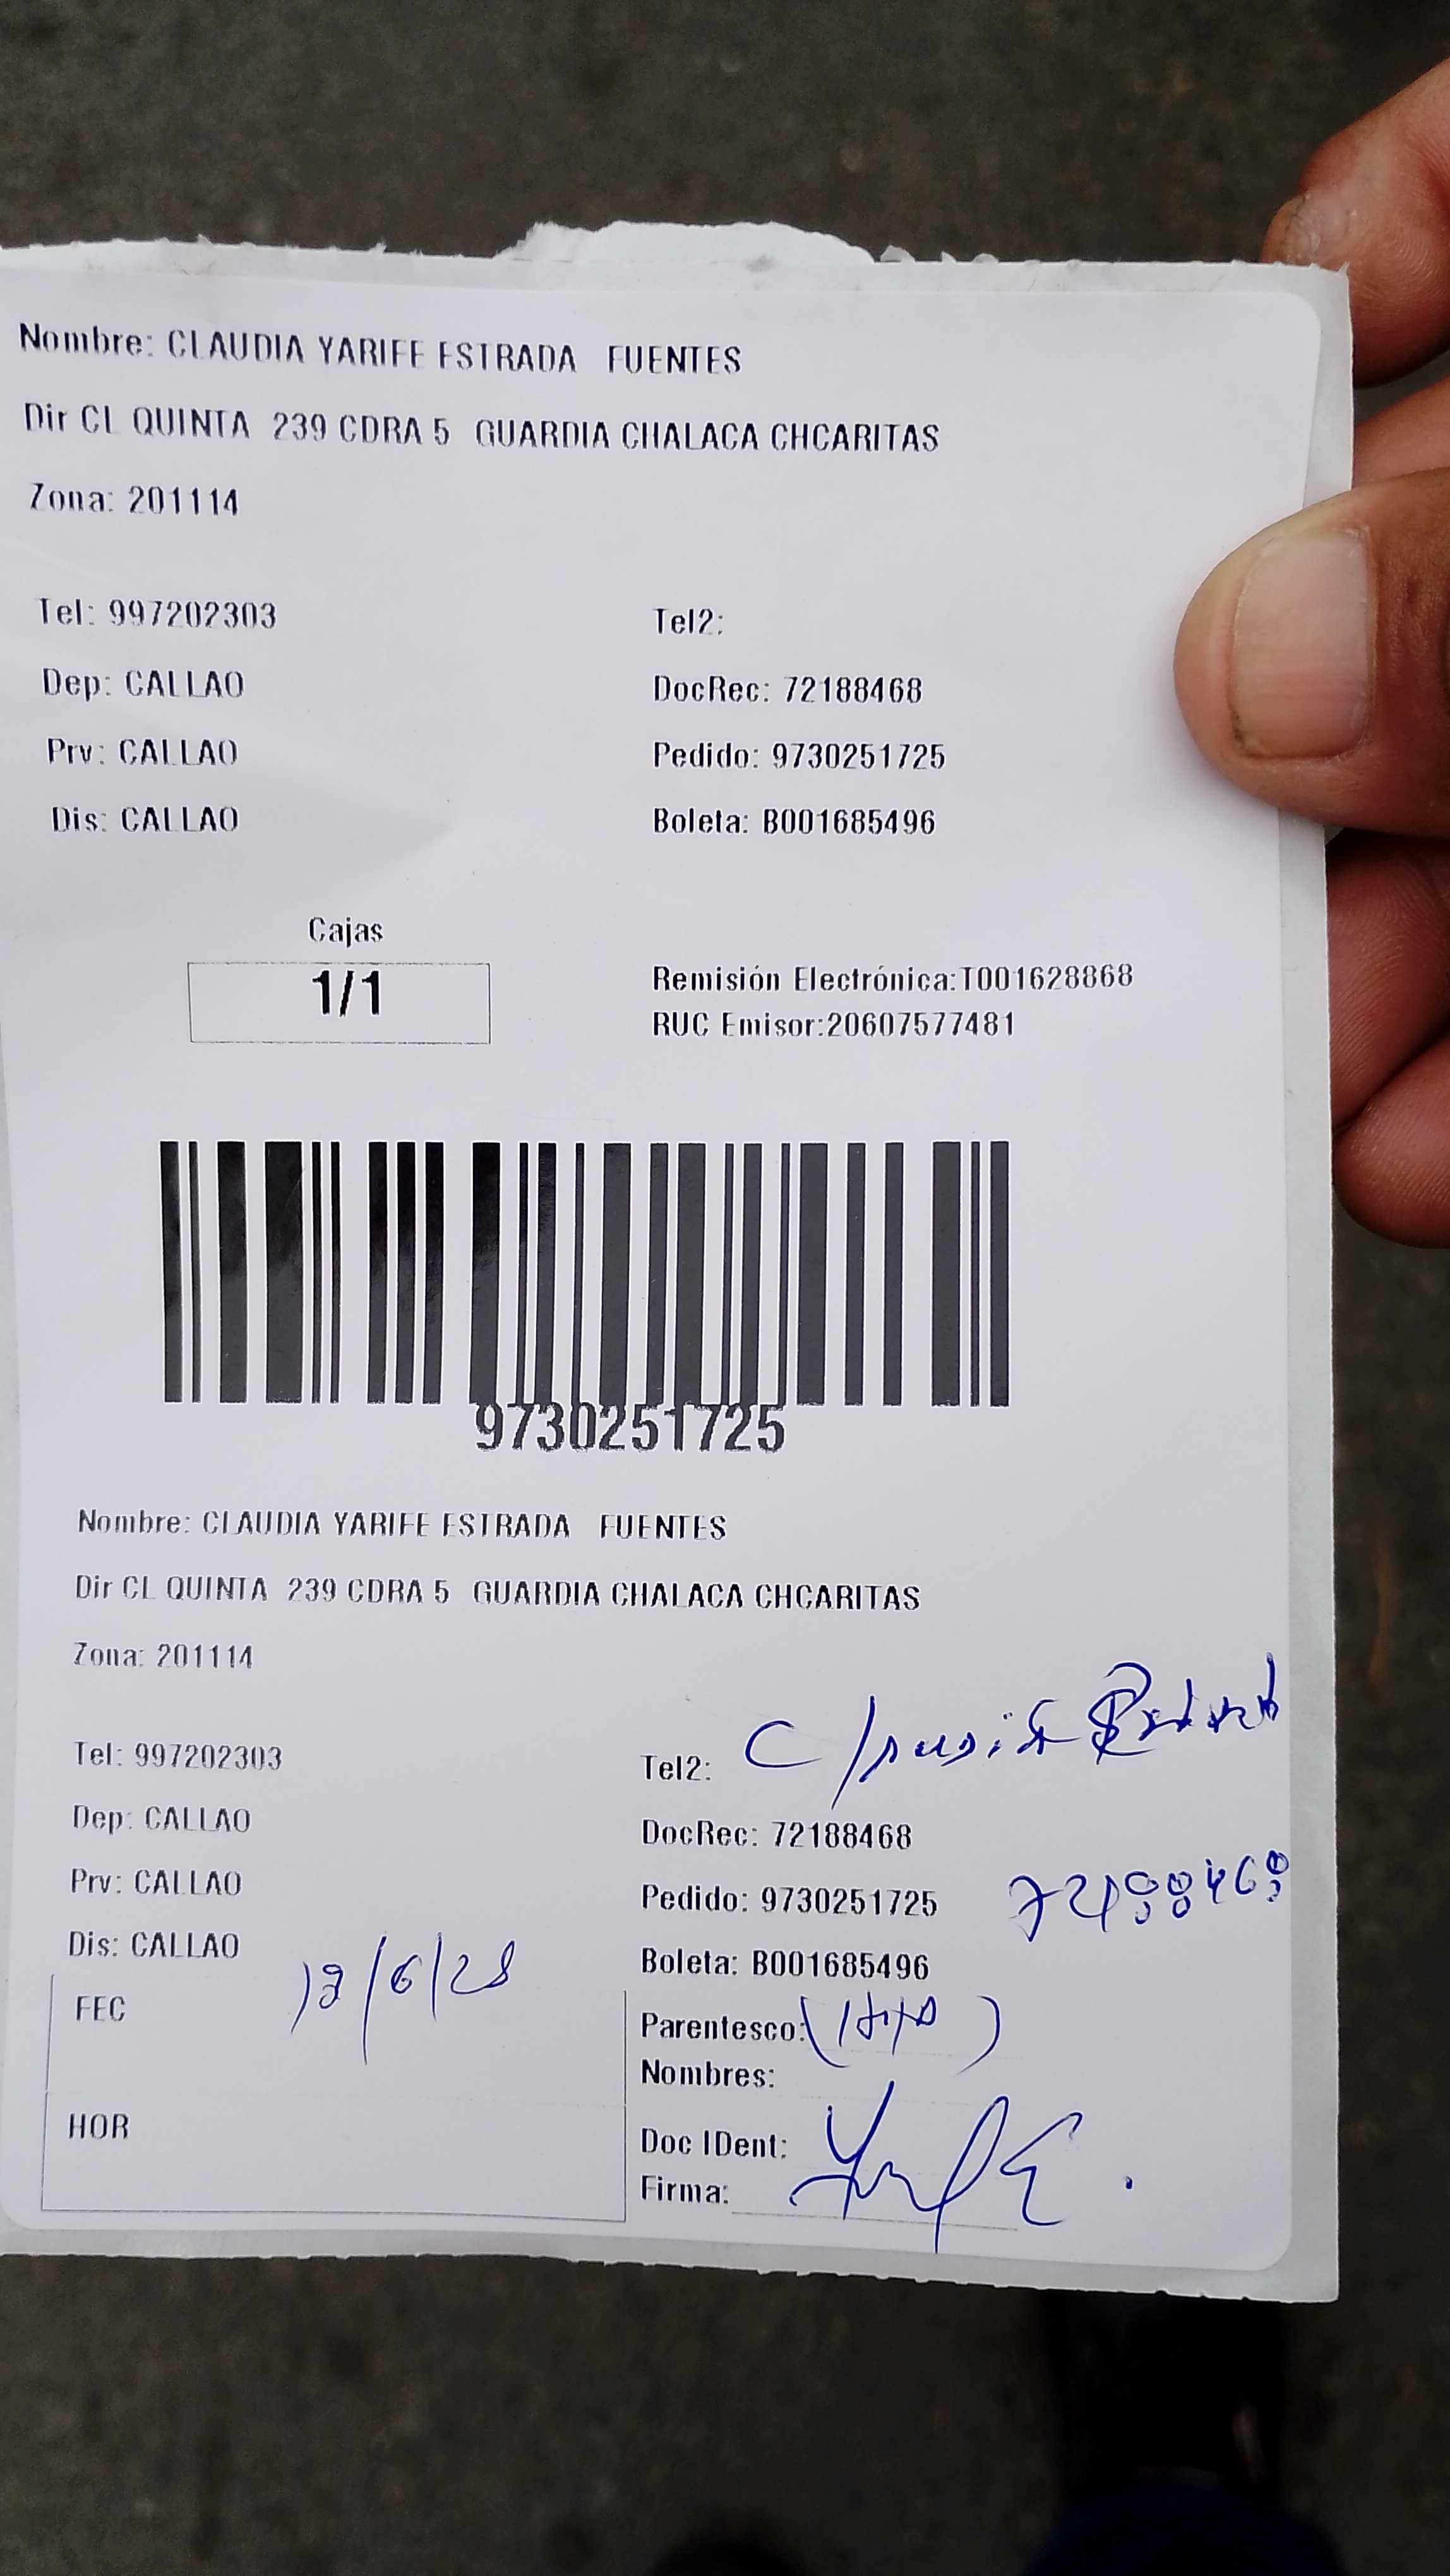 Nombre: CLAUDIA YARIFE ESTRADA FUENTES
Dir CL QUINTA 239 CDRA 5 GUARDIA CHALACA CHCARITAS
Zona: 201114
Tel: 997202303 Tel2:
Dep: CALLAO DocRec: 72188468
Prv: CALLAO Pedido: 9730251725
Dis: CALLAO Boleta: B001685496
Cajas
1/1
Remisión Electrónica:T001628868
RUC Emisor:20607577481
9730251725
Nombre: CLAUDIA YARIFE ESTRADA FUENTES
Dir CL QUINTA 239 CDRA 5 GUARDIA CHALACA CHCARITAS
Zona: 201114
Tel: 997202303 Tel2: C/
Dep: CALLAO DocRec: 72188468
Prv: CALLAO Pedido: 9730251725 72188468
Dis: CALLAO Boleta: B001685496
FEC
Parentesco:
Nombres:
HOR Doc IDent:
Firma: